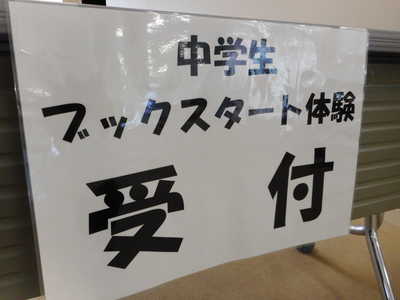 中学生
ブックスタート体験
受付